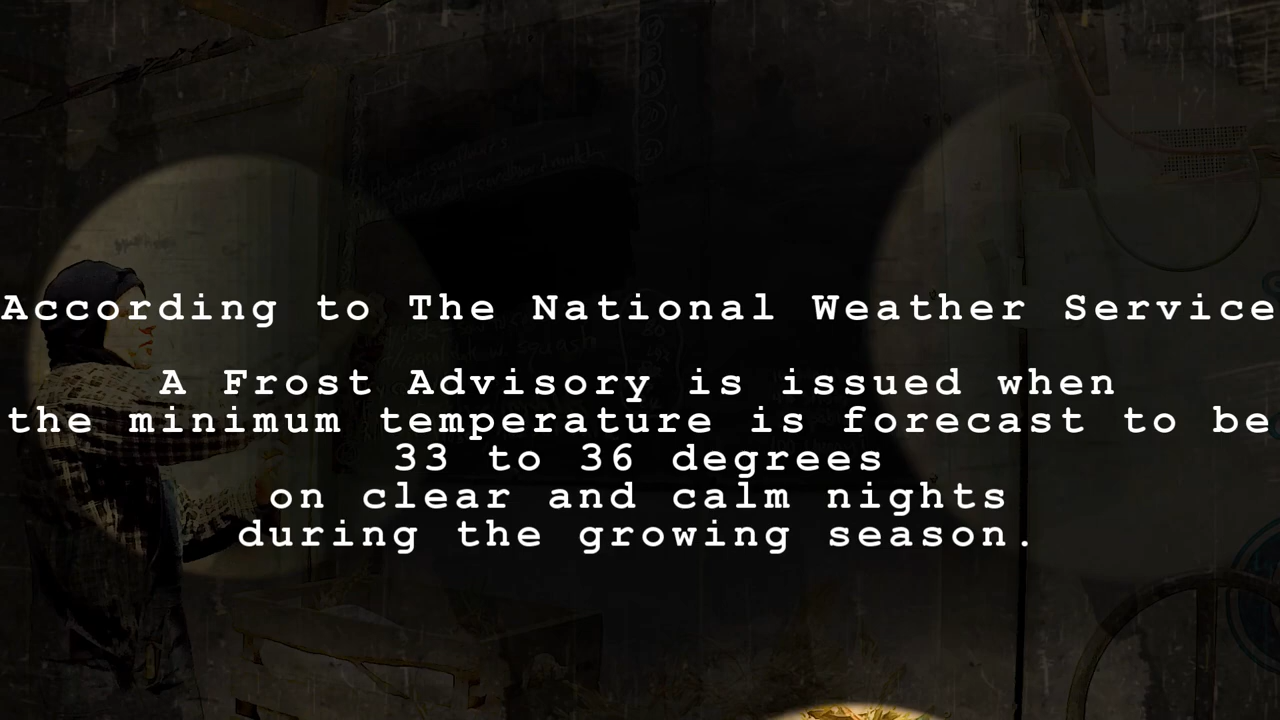 According to The National Weather Service
A Frost Advisory is issued when
the minimum temperature is forecast to be
33 to 36 degrees
on clear and calm nights
during the growing season.